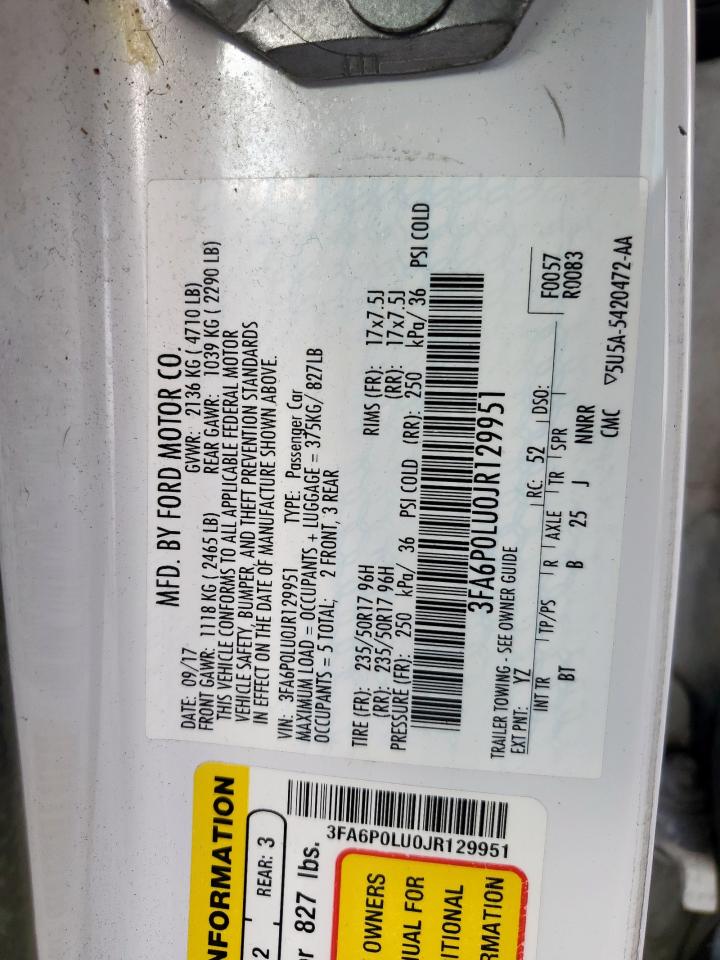 MFD. BY FORD MOTOR CO.
DATE: 09/17 GVWR: 2136 KG ( 4710 LB)
FRONT GAWR: 1118 KG ( 2465 LB) REAR GAWR: 1039 KG ( 2290 LB)
THIS VEHICLE CONFORMS TO ALL APPLICABLE FEDERAL MOTOR
VEHICLE SAFETY, BUMPER, AND THEFT PREVENTION STANDARDS
IN EFFECT ON THE DATE OF MANUFACTURE SHOWN ABOVE.
VIN: 3FA6P0LU0JR129951 TYPE: Passenger Car
MAXIMUM LOAD = OCCUPANTS + LUGGAGE = 375KG/ 827LB
OCCUPANTS = 5 TOTAL; 2 FRONT, 3 REAR
TIRE (FR): 235/50R17 96H RIMS (FR): 17x7.5J
(RR): 235/50R17 96H (RR): 17x7.5J
PRESSURE (FR): 250 kPa/ 36 PSI COLD (RR): 250 kPa/ 36 PSI COLD
3FA6P0LU0JR129951
TRAILER TOWING - SEE OWNER GUIDE
EXT PNT: YZ RC: 52 DSO: F0057
INT TR TP/PS R AXLE TR SPR R0083
BT B 25 J NNRR
CMC ▽5U5A-5420472-AA
NFORMATION
2 REAR: 3
r 827 lbs.
3FA6P0LU0JR129951
OWNERS
UAL FOR
ITIONAL
RMATION